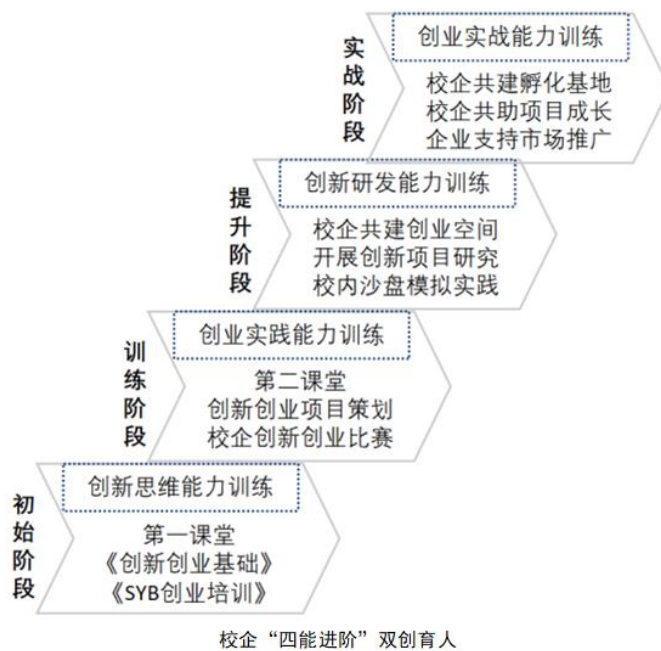 实战阶段
创业实战能力训练
校企共建孵化基地
校企共助项目成长
企业支持市场推广
提升阶段
创新研发能力训练
校企共建创业空间
开展创新项目研究
校内沙盘模拟实践
训练阶段
创业实践能力训练
第二课堂
创新创业项目策划
校企创新创业比赛
初始阶段
创新思维能力训练
第一课堂
《创新创业基础》
《SYB创业培训》
校企“四能进阶”双创育人